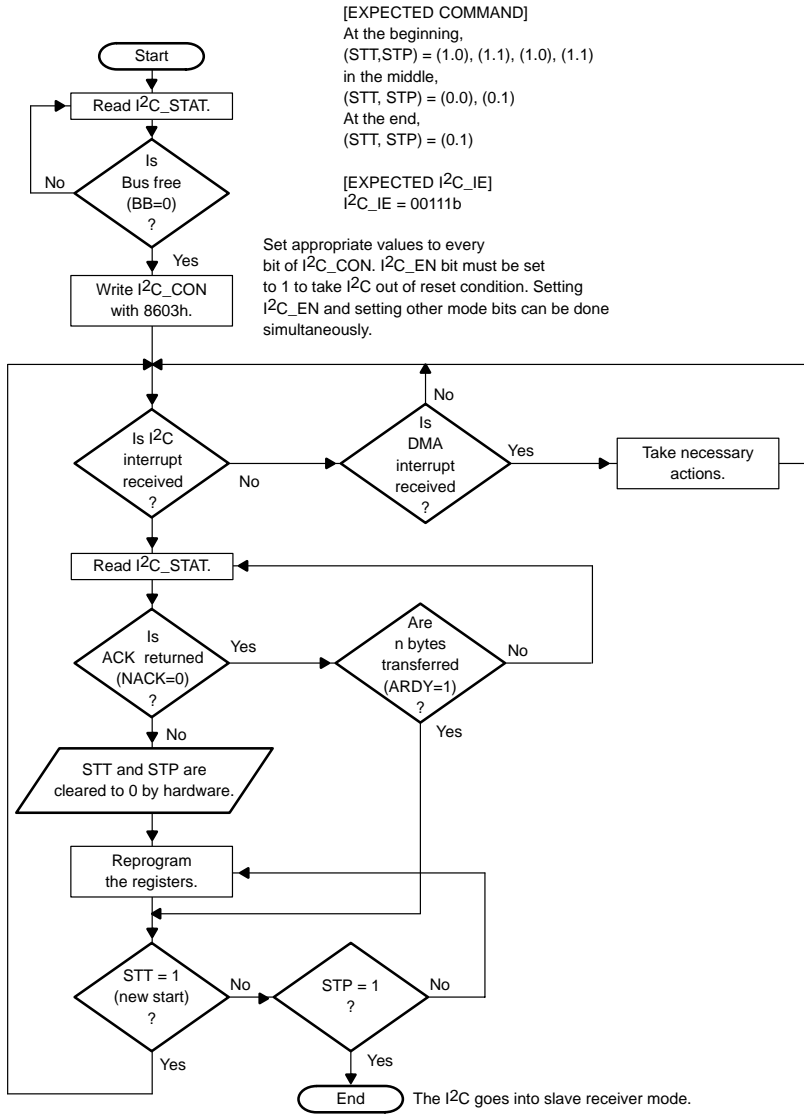 [EXPECTED COMMAND]
At the beginning,
(STT,STP) = (1.0), (1.1), (1.0), (1.1)
in the middle,
(STT, STP) = (0.0), (0.1)
At the end,
(STT, STP) = (0.1)
[EXPECTED I2C_IE]
I2C_IE = 00111b
Start
Read I2C_STAT.
Is
Bus free
(BB=0)
?
No
Yes
Write I2C_CON
with 8603h.
Set appropriate values to every
bit of I2C_CON. I2C_EN bit must be set
to 1 to take I2C out of reset condition. Setting
I2C_EN and setting other mode bits can be done
simultaneously.
Is I2C
interrupt
received
?
No
Is
DMA
interrupt
received
?
No
Yes
Take necessary
actions.
Read I2C_STAT.
Is
ACK returned
(NACK=0)
?
Yes
No
Are
n bytes
transferred
(ARDY=1)
?
No
Yes
STT and STP are
cleared to 0 by hardware.
Reprogram
the registers.
STT = 1
(new start)
?
No
Yes
STP = 1
?
No
Yes
End
The I2C goes into slave receiver mode.